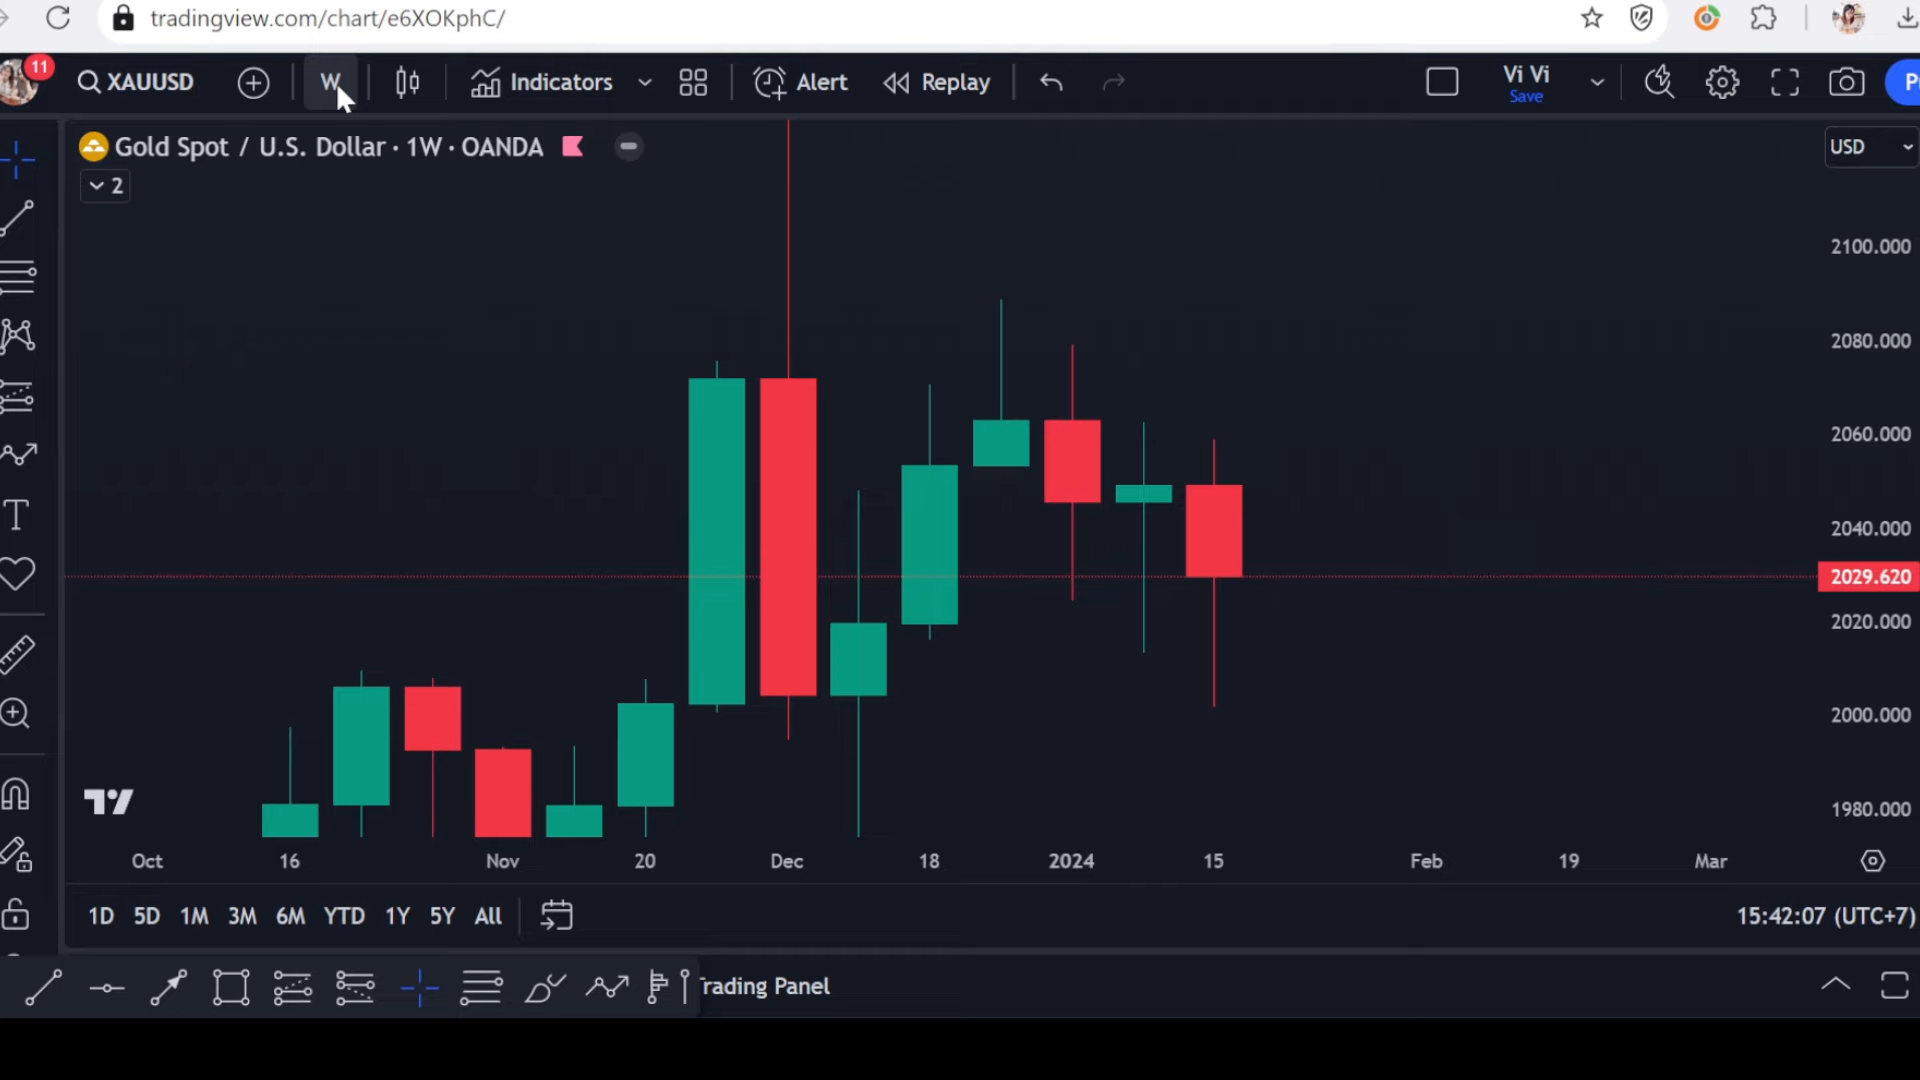 tradingview.com/chart/e6XOKphC/
11
XAUUSD
W
Indicators
Alert
Replay
Vi Vi
Save
Gold Spot / U.S. Dollar · 1W · OANDA
USD
2
2100.000
2080.000
2060.000
2040.000
2029.620
2020.000
2000.000
1980.000
Oct 16 Nov 20 Dec 18 2024 15 Feb 19 Mar
1D 5D 1M 3M 6M YTD 1Y 5Y All
15:42:07 (UTC+7)
Trading Panel